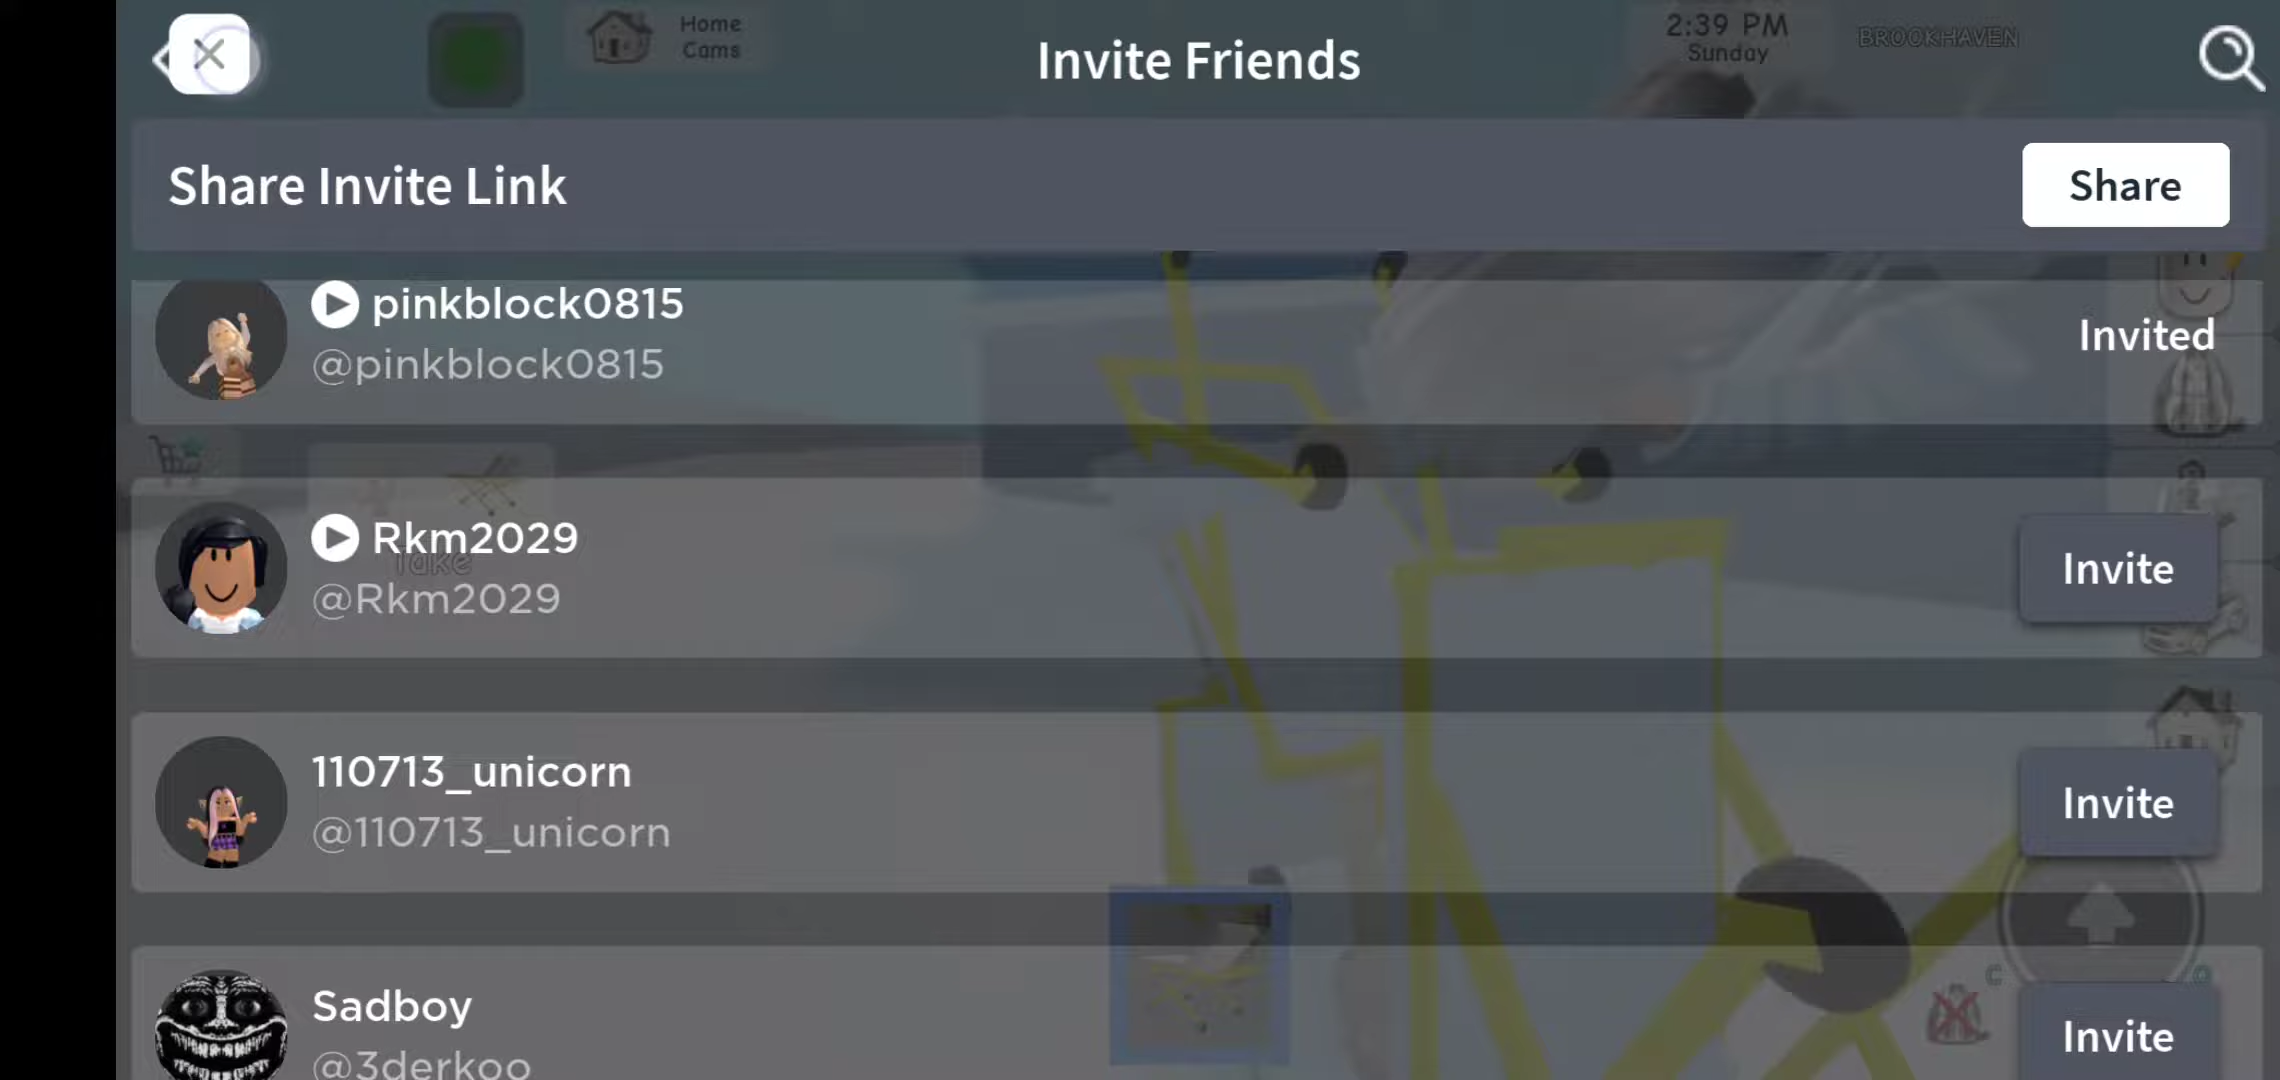 Home
Cams
Invite Friends
2:39 PM
Sunday
BROOKHAVEN
Share Invite Link
Share
pinkblock0815
@pinkblock0815
Invited
Rkm2029
Take
@Rkm2029
Invite
110713_unicorn
@110713_unicorn
Invite
Sadboy
@3derkoo
Invite